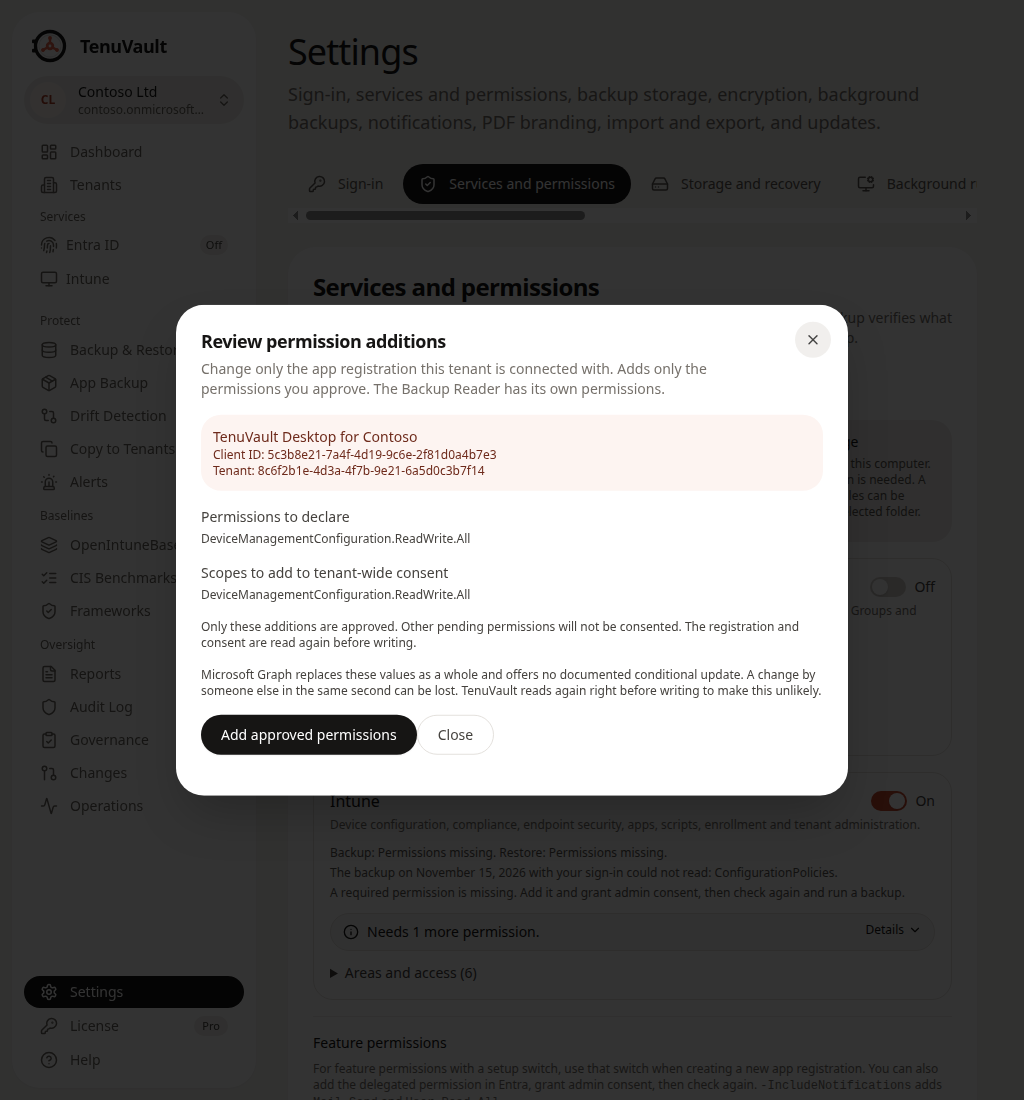 TenuVault
CL
Contoso Ltd
contoso.onmicrosoft...
Dashboard
Tenants
Services
Entra ID
Off
Intune
Protect
Backup & Restor
App Backup
Drift Detection
Copy to Tenants
Alerts
Baselines
OpenIntuneBase
CIS Benchmarks
Frameworks
Oversight
Reports
Audit Log
Governance
Changes
Operations
Settings
License
Pro
Help
Settings
Sign-in, services and permissions, backup storage, encryption, background
backups, notifications, PDF branding, import and export, and updates.
Sign-in
Services and permissions
Storage and recovery
Background r
Services and permissions
kup verifies what
this computer.
n is needed. A
lected folder.
Off
Groups and
Review permission additions
Change only the app registration this tenant is connected with. Adds only the
permissions you approve. The Backup Reader has its own permissions.
TenuVault Desktop for Contoso
Client ID: 5c3b8e21-7a4f-4d19-9c6e-2f81d0a4b7e3
Tenant: 8c6f2b1e-4d3a-4f7b-9e21-6a5d0c3b7f14
Permissions to declare
DeviceManagementConfiguration.ReadWrite.All
Scopes to add to tenant-wide consent
DeviceManagementConfiguration.ReadWrite.All
Only these additions are approved. Other pending permissions will not be consented. The registration and
consent are read again before writing.
Microsoft Graph replaces these values as a whole and offers no documented conditional update. A change by
someone else in the same second can be lost. TenuVault reads again right before writing to make this unlikely.
Add approved permissions
Close
Intune
On
Device configuration, compliance, endpoint security, apps, scripts, enrollment and tenant administration.
Backup: Permissions missing. Restore: Permissions missing.
The backup on November 15, 2026 with your sign-in could not read: ConfigurationPolicies.
A required permission is missing. Add it and grant admin consent, then check again and run a backup.
Needs 1 more permission.
Details
Areas and access (6)
Feature permissions
For feature permissions with a setup switch, use that switch when creating a new app registration. You can also
add the delegated permission in Entra, grant admin consent, then check again. -IncludeNotifications adds